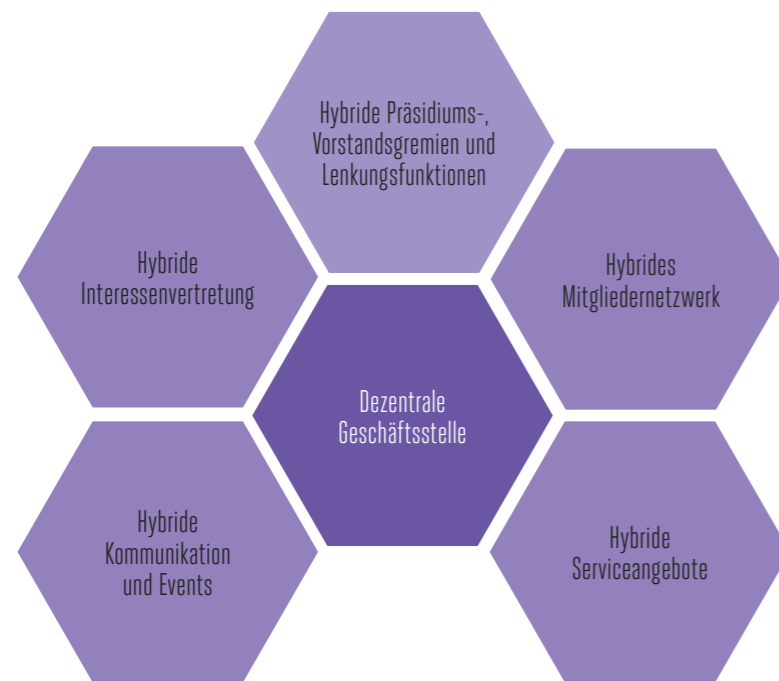 Hybride Präsidiums-,
Vorstandsgremien und
Lenkungsfunktionen
Hybride
Interessenvertretung
Hybrides
Mitgliedernetzwerk
Dezentrale
Geschäftsstelle
Hybride
Kommunikation
und Events
Hybride
Serviceangebote